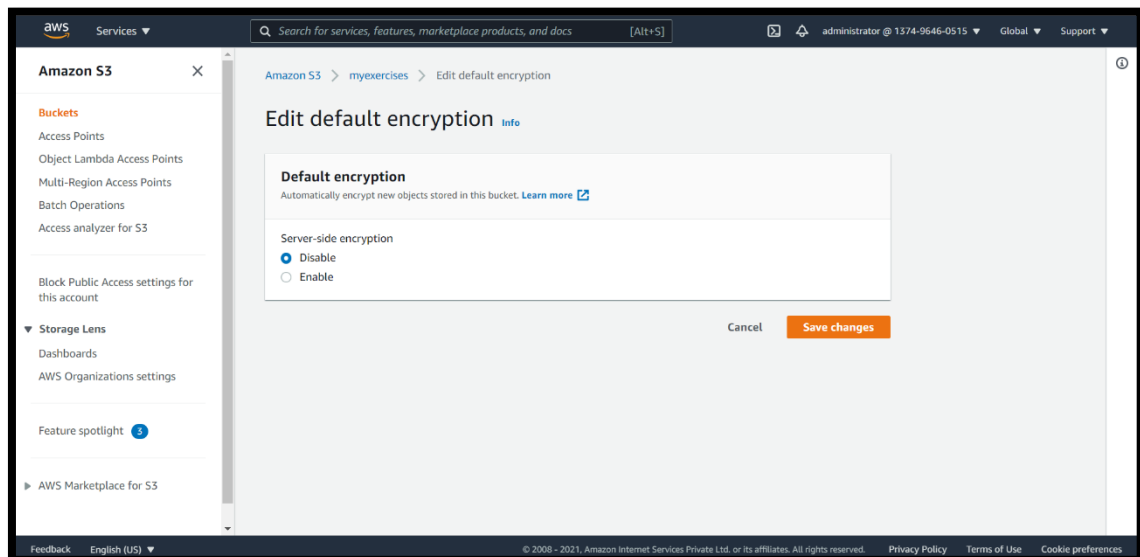 aws Services ▼ Search for services, features, marketplace products, and docs [Alt+S] administrator @ 1374-9646-0515 ▼ Global ▼ Support ▼
Amazon S3
Buckets
Access Points
Object Lambda Access Points
Multi-Region Access Points
Batch Operations
Access analyzer for S3
Block Public Access settings for
this account
Storage Lens
Dashboards
AWS Organizations settings
Feature spotlight 3
AWS Marketplace for S3
Amazon S3 > myexercises > Edit default encryption
Edit default encryption Info
Default encryption
Automatically encrypt new objects stored in this bucket. Learn more
Server-side encryption
Disable
Enable
Cancel Save changes
Feedback English (US) ▼ © 2008 - 2021, Amazon Internet Services Private Ltd. or its affiliates. All rights reserved. Privacy Policy Terms of Use Cookie preferences